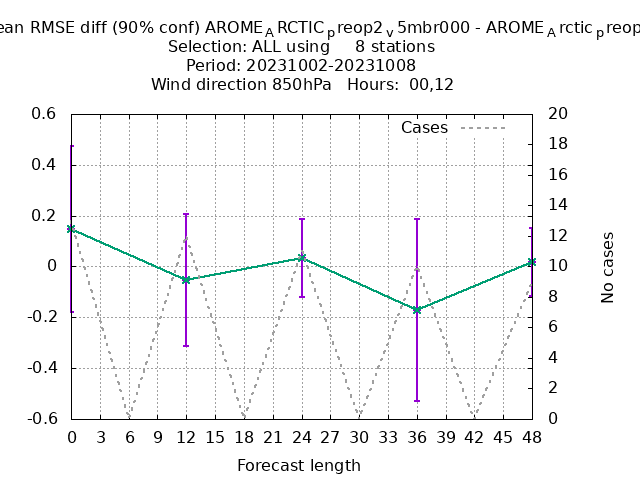 ean RMSE diff (90% conf) AROME_ARCTIC_preop2_v5mbr000 - AROME_Arctic_preop
Selection: ALL using 8 stations
Period: 20231002-20231008
Wind direction 850hPa Hours: 00,12
Cases
0.6
0.4
0.2
0
-0.2
-0.4
-0.6
20
18
16
14
12
10
8
6
4
2
0
No cases
0 3 6 9 12 15 18 21 24 27 30 33 36 39 42 45 48
Forecast length